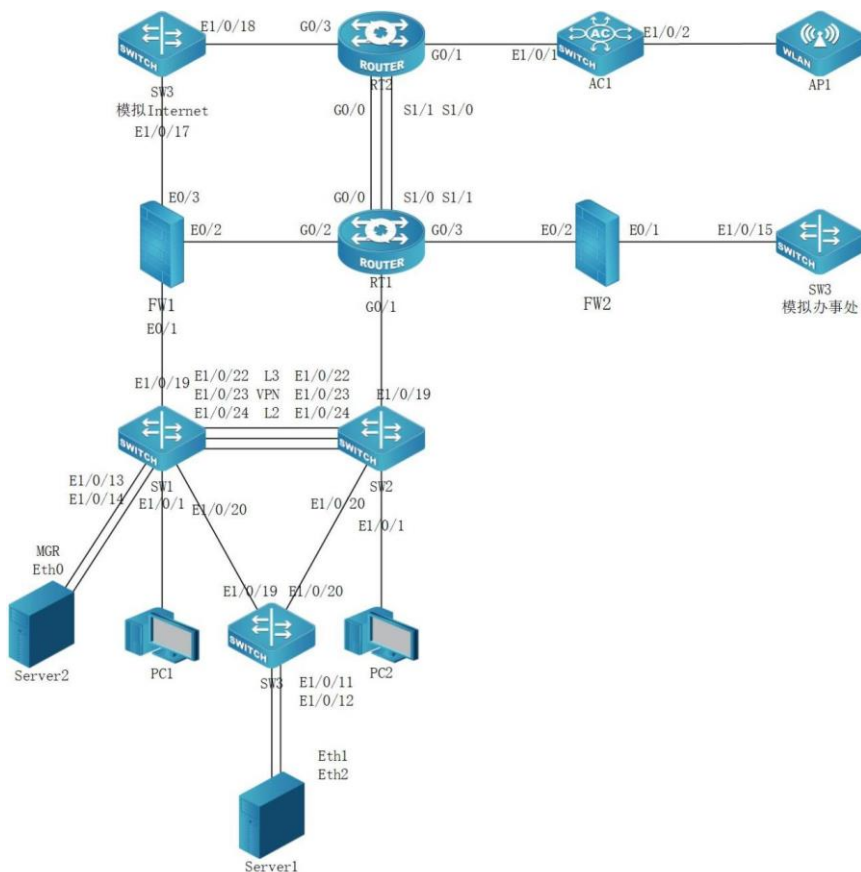 E1/0/18
G0/3
SWITCH
SW3
模拟Internet
E1/0/17
ROUTER
RT2
G0/1
E1/0/1
AC
SWITCH
AC1
E1/0/2
WLAN
AP1
G0/0
S1/1 S1/0
G0/0
S1/0 S1/1
E0/3
E0/2
FW1
E0/1
G0/2
ROUTER
RT1
G0/3
G0/1
E0/2
E0/1
FW2
E1/0/15
SWITCH
SW3
模拟办事处
E1/0/19
E1/0/22 L3 E1/0/22
E1/0/23 VPN E1/0/23
E1/0/24 L2 E1/0/24
E1/0/19
SWITCH
SW1
SWITCH
SW2
E1/0/13
E1/0/14
E1/0/1
E1/0/20
E1/0/20
E1/0/1
MGR
Eth0
Server2
PC1
E1/0/19
E1/0/20
SWITCH
SW3
PC2
E1/0/11
E1/0/12
Eth1
Eth2
Server1